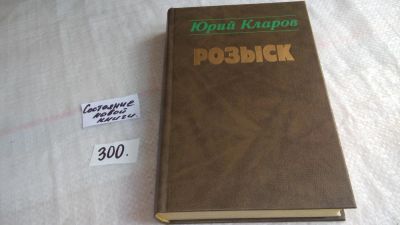 Юрий Кларов
РОЗЫСК
Состояние
новой
книги
300.